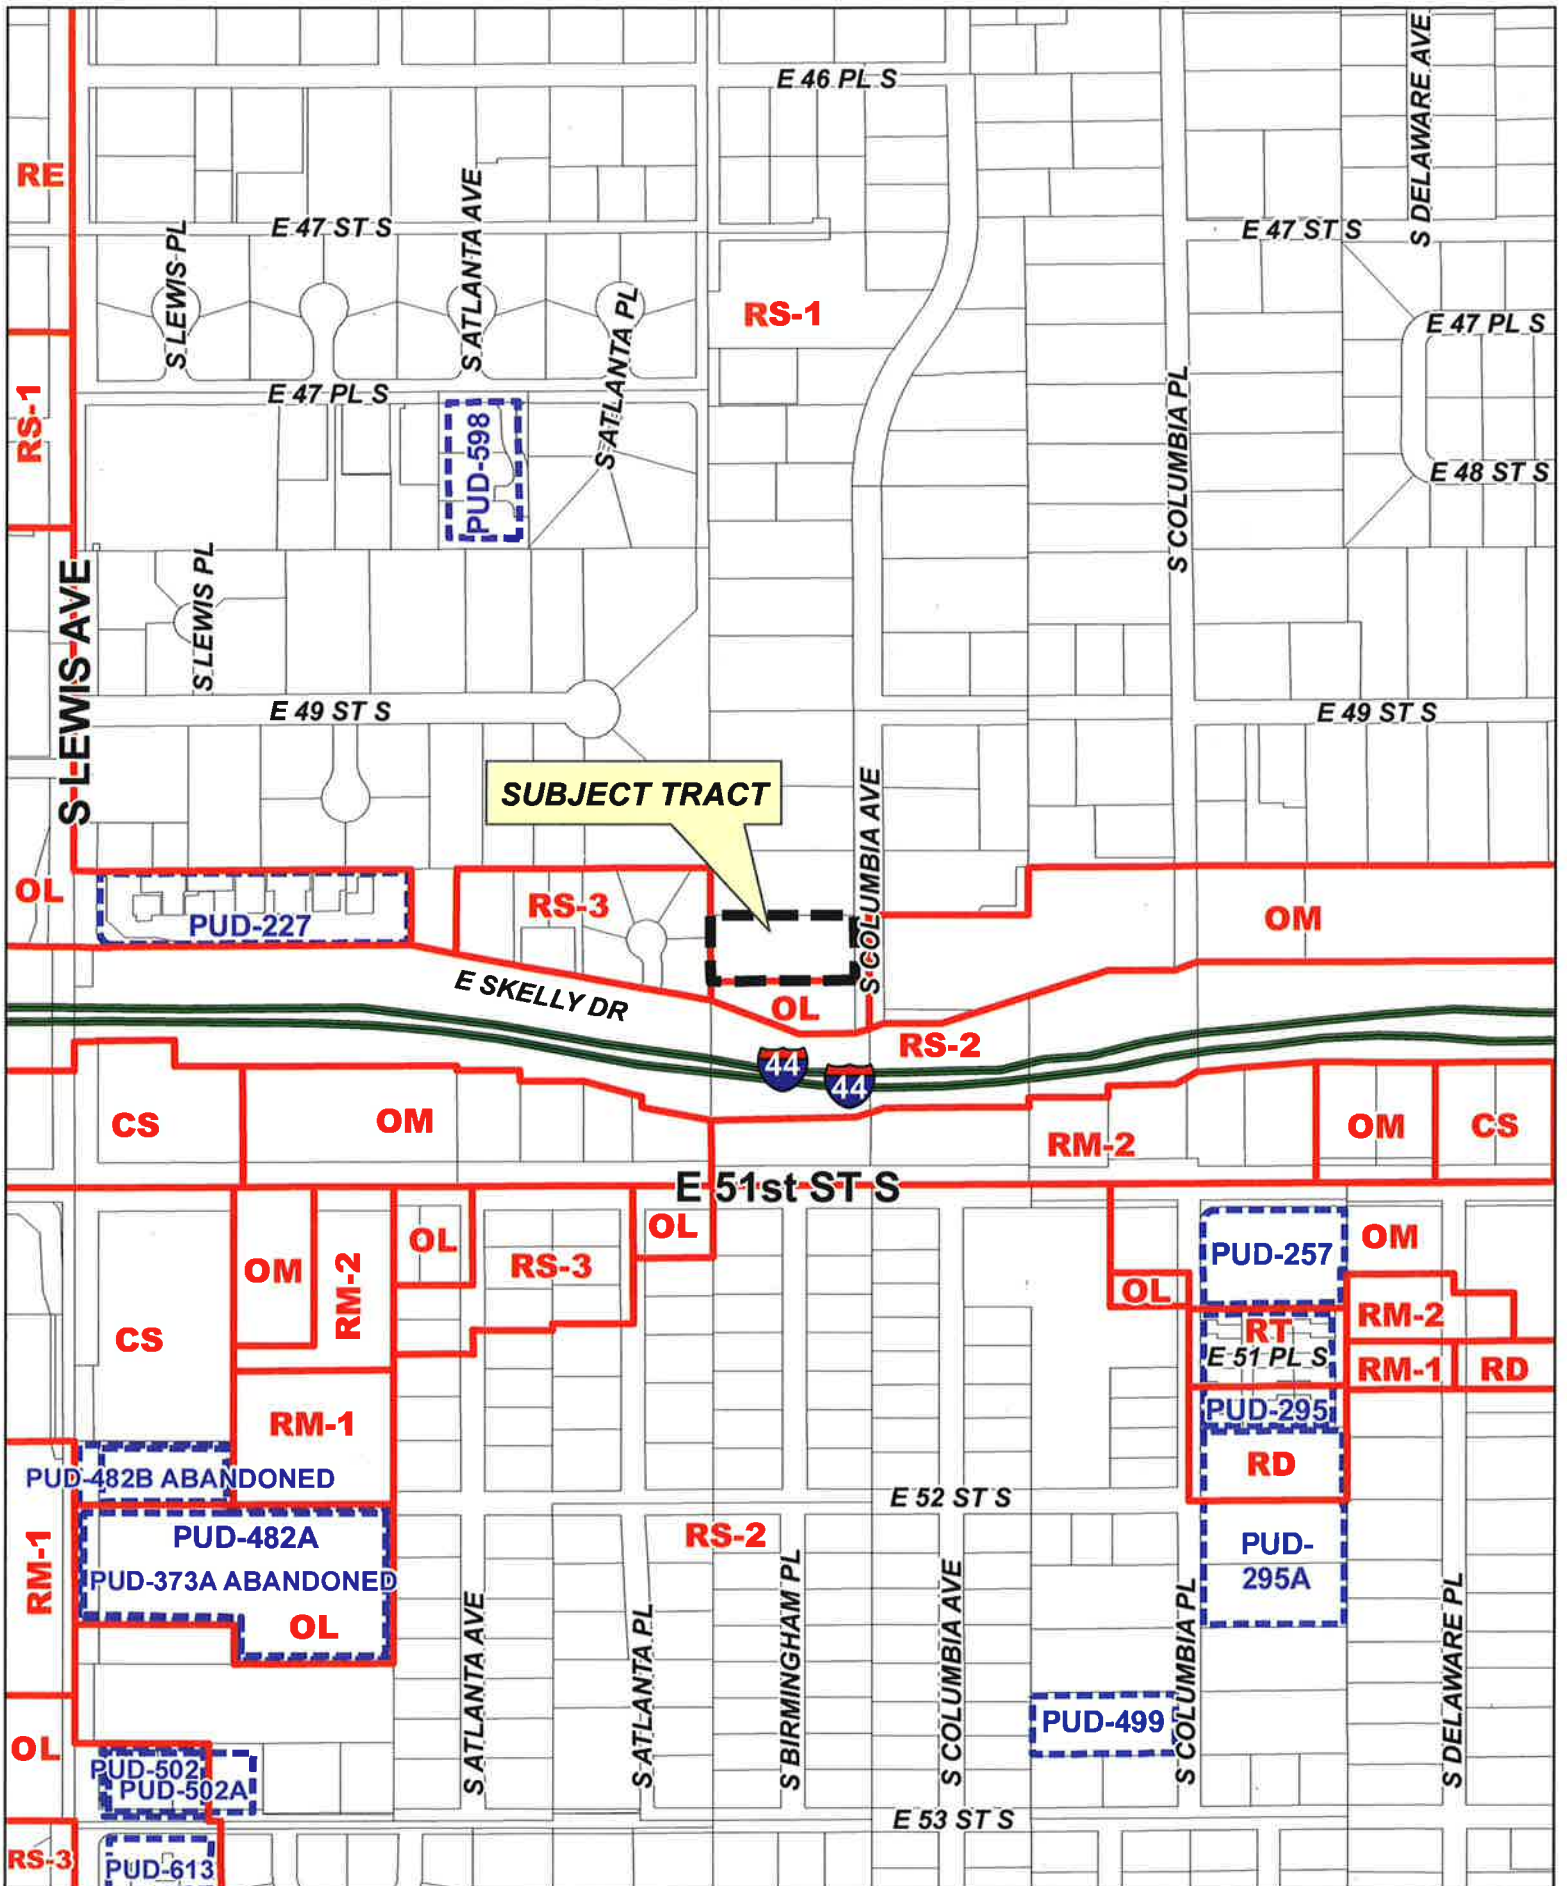 E 46 PL S
S DELAWARE AVE
RE
S LEWIS PL
E 47 ST S
S ATLANTA AVE
E 47 ST S
S ATLANTA PL
RS-1
E 47 PL S
RS-1
E 47 PL S
PUD-598
S COLUMBIA PL
E 48 ST S
S LEWIS AVE
S LEWIS PL
E 49 ST S
E 49 ST S
SUBJECT TRACT
S COLUMBIA AVE
OL
PUD-227
RS-3
OM
E SKELLY DR
OL
RS-2
44
44
CS
OM
RM-2
OM
CS
E 51st ST S
OL
OL
RS-3
OM
RM-2
PUD-257
OM
CS
OL
RM-2
RT
E 51 PL S
RM-1
RD
RM-1
PUD-295
RD
PUD-482B ABANDONED
E 52 ST S
PUD-482A
RS-2
PUD-
295A
PUD-373A ABANDONED
RM-1
OL
S ATLANTA AVE
S ATLANTA PL
S BIRMINGHAM PL
S COLUMBIA AVE
S COLUMBIA PL
S DELAWARE PL
PUD-499
OL
PUD-502
PUD-502A
E 53 ST S
RS-3
PUD-613